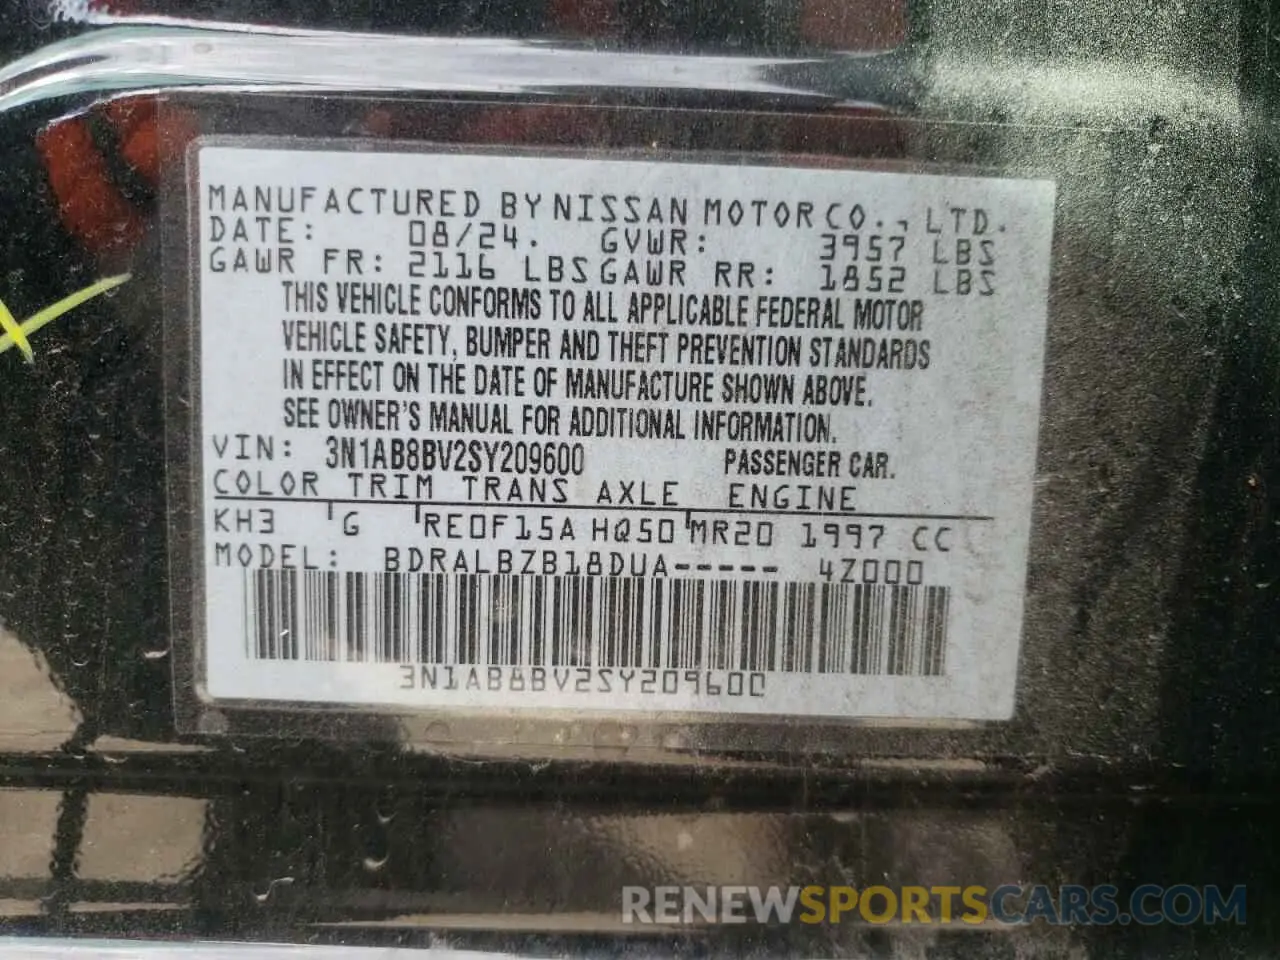 MANUFACTURED BY NISSAN MOTOR CO., LTD.
DATE: 08/24. GVWR: 3957 LBS
GAWR FR: 2116 LBS GAWR RR: 1852 LBS
THIS VEHICLE CONFORMS TO ALL APPLICABLE FEDERAL MOTOR
VEHICLE SAFETY, BUMPER AND THEFT PREVENTION STANDARDS
IN EFFECT ON THE DATE OF MANUFACTURE SHOWN ABOVE.
SEE OWNER'S MANUAL FOR ADDITIONAL INFORMATION.
VIN: 3N1AB8BV2SY209600 PASSENGER CAR.
COLOR TRIM TRANS AXLE ENGINE
KH3 G RE0F15A HQ50 MR20 1997 CC
MODEL: BDRALBZB18DUA----- 4Z000
3N1AB8BV2SY209600
RENEWSPORTSCARS.COM